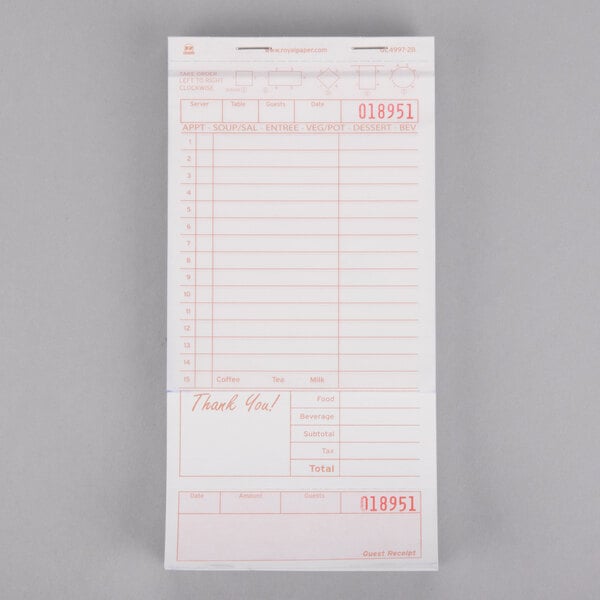 www.royalpaper.com GC4997-2B
TAKE ORDER
LEFT TO RIGHT
CLOCKWISE
Server Table Guests Date 018951
APPT - SOUP/SAL - ENTREE - VEG/POT - DESSERT - BEV
1
2
3
4
5
6
7
8
9
10
11
12
13
14
15 Coffee Tea Milk
Thank You!
Food
Beverage
Subtotal
Tax
Total
Date Amount Guests 018951
Guest Receipt